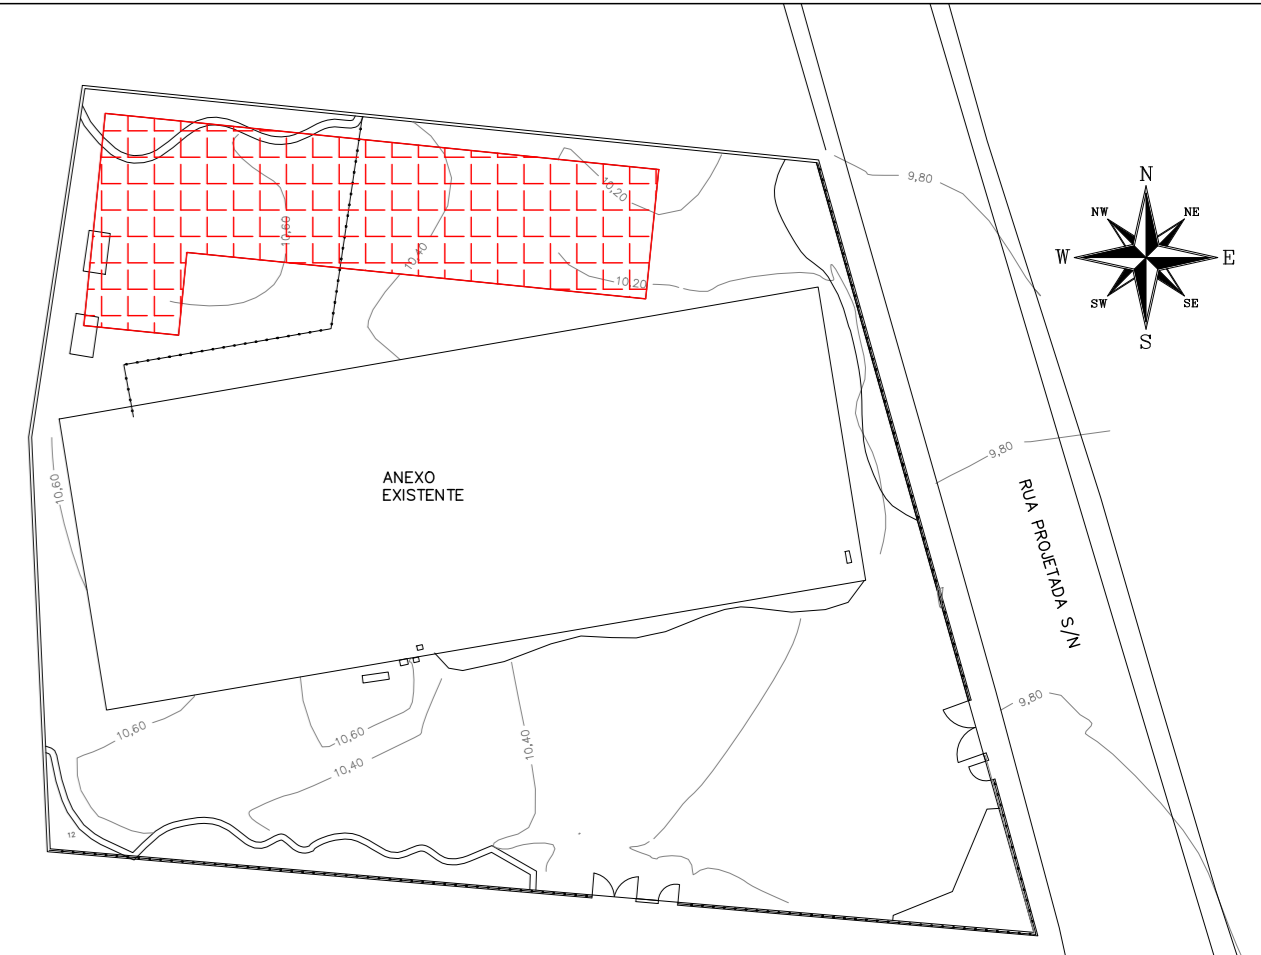 9,80
N
NW
NE
10,20
10,60
W
E
10,40
10,20
SW
SE
S
9,80
ANEXO
EXISTENTE
10,60
RUA PROJETADA S/N
9,80
10,60
10,60
10,40
10,40
12